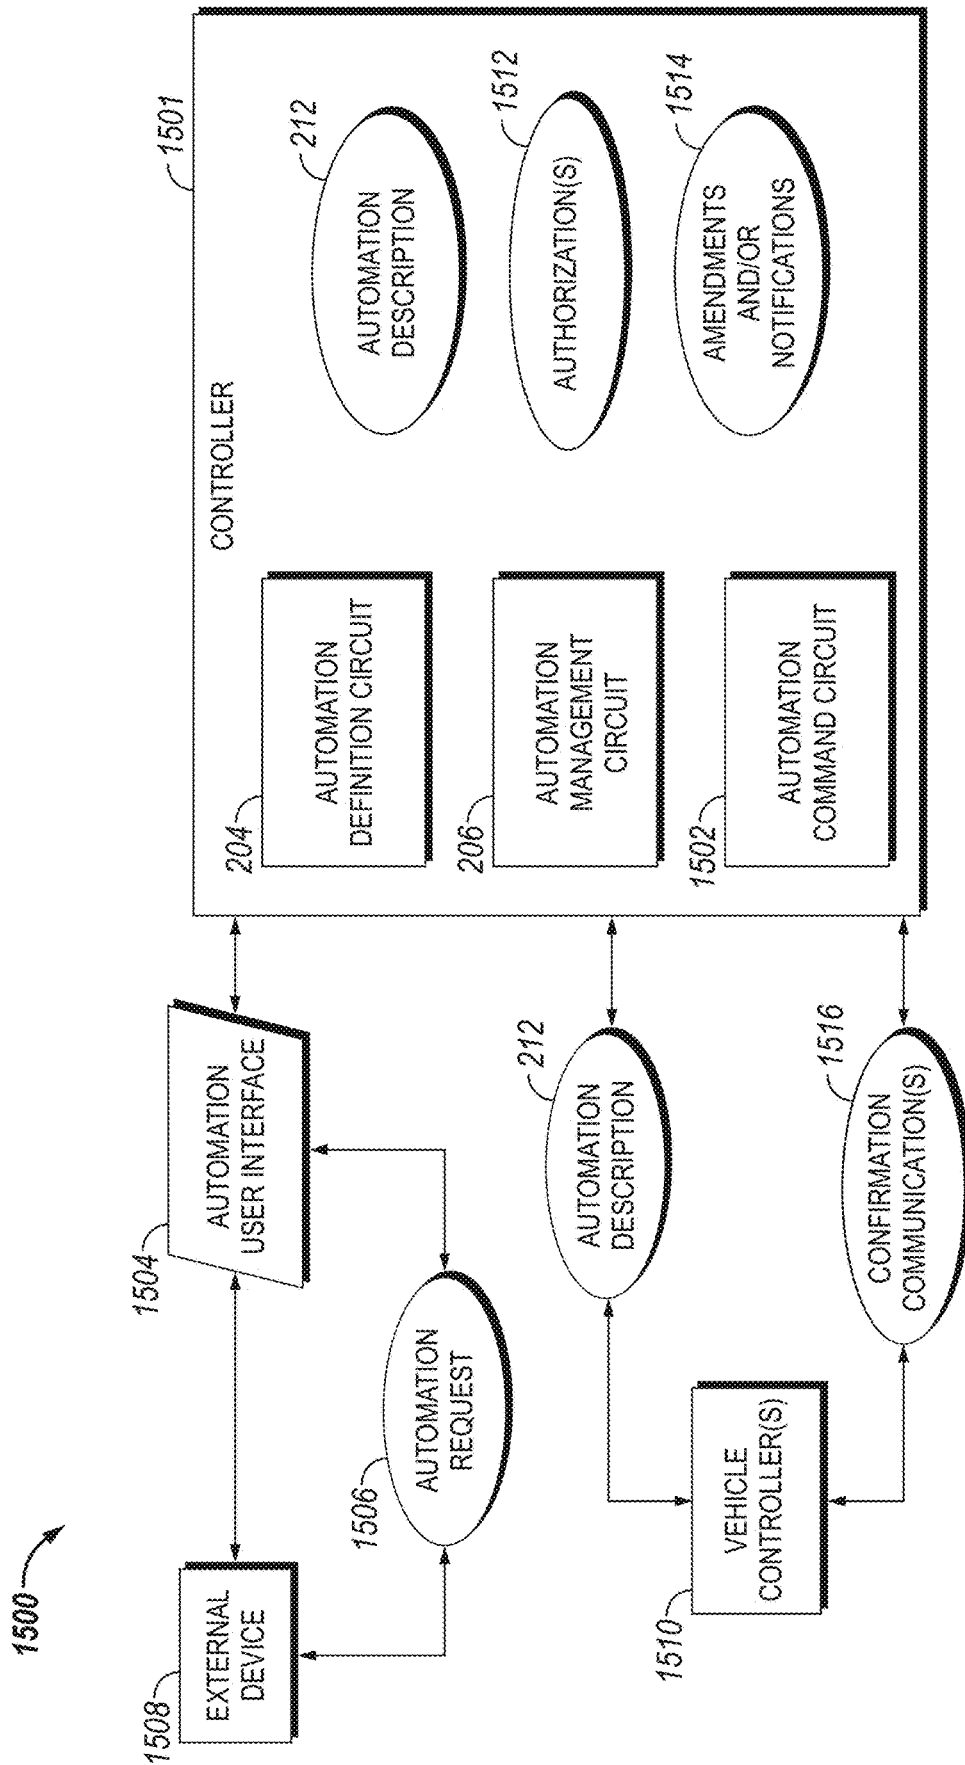 1500
1508
EXTERNAL
DEVICE
1504
AUTOMATION
USER INTERFACE
1506
AUTOMATION
REQUEST
1510
VEHICLE
CONTROLLER(S)
212
AUTOMATION
DESCRIPTION
1516
CONFIRMATION
COMMUNICATION(S)
1501
CONTROLLER
204
AUTOMATION
DEFINITION CIRCUIT
206
AUTOMATION
MANAGEMENT
CIRCUIT
1502
AUTOMATION
COMMAND CIRCUIT
212
AUTOMATION
DESCRIPTION
1512
AUTHORIZATION(S)
1514
AMENDMENTS
AND/OR
NOTIFICATIONS